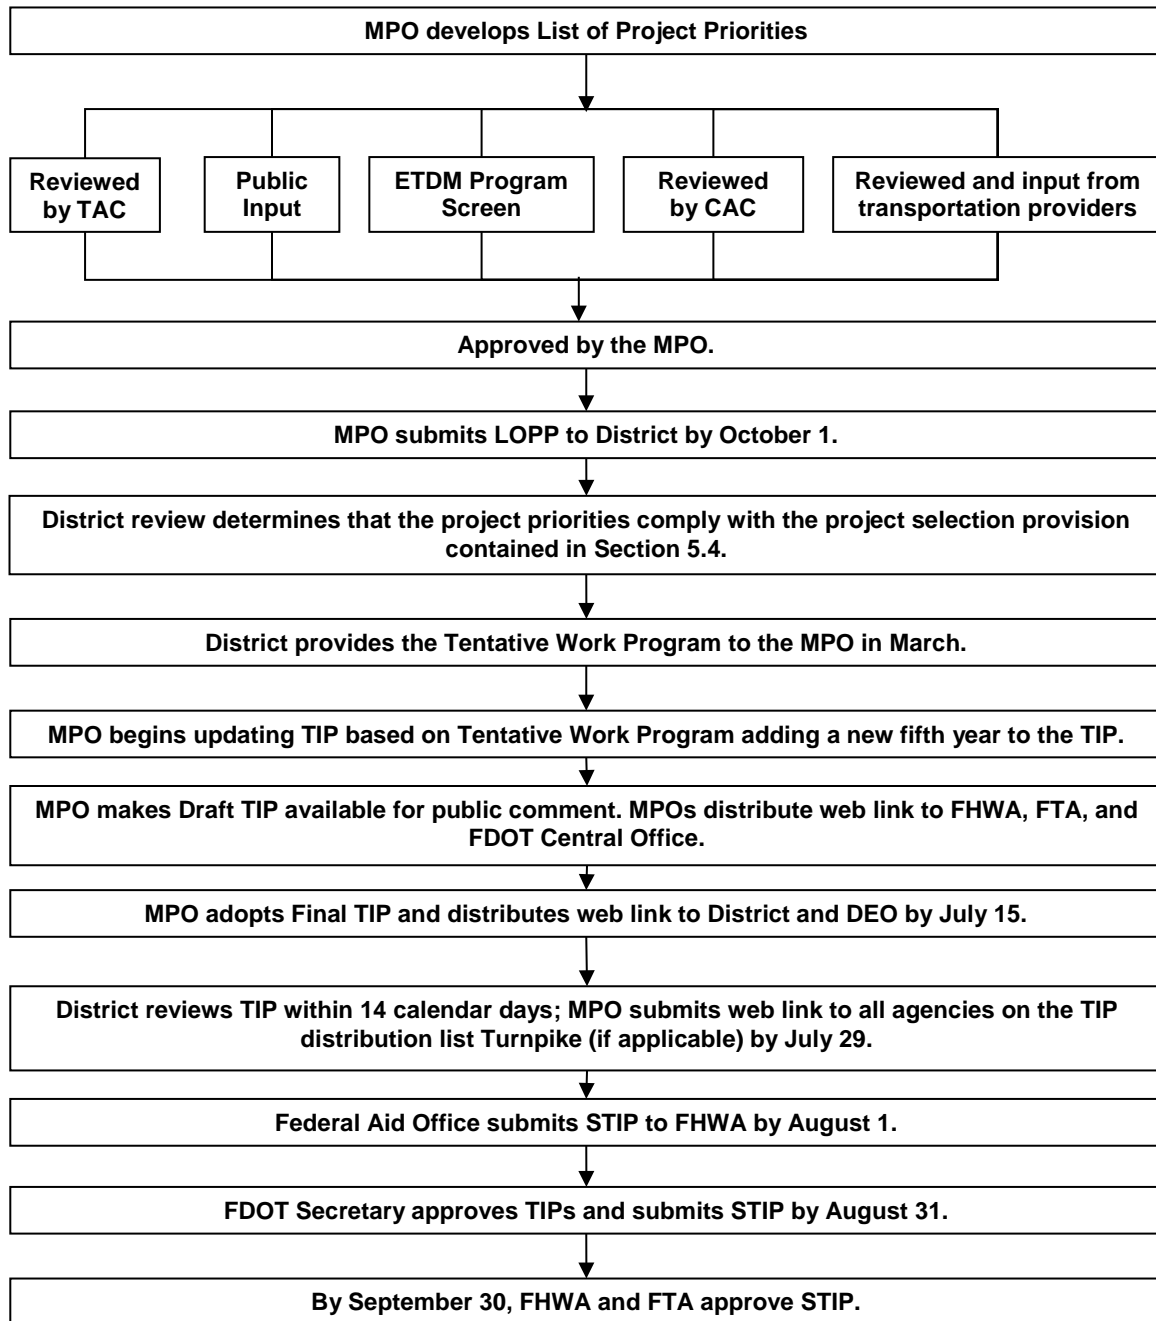 MPO develops List of Project Priorities
Reviewed
by TAC
Public
Input
ETDM Program
Screen
Reviewed
by CAC
Reviewed and input from
transportation providers
Approved by the MPO.
MPO submits LOPP to District by October 1.
District review determines that the project priorities comply with the project selection provision
contained in Section 5.4.
District provides the Tentative Work Program to the MPO in March.
MPO begins updating TIP based on Tentative Work Program adding a new fifth year to the TIP.
MPO makes Draft TIP available for public comment. MPOs distribute web link to FHWA, FTA, and
FDOT Central Office.
MPO adopts Final TIP and distributes web link to District and DEO by July 15.
District reviews TIP within 14 calendar days; MPO submits web link to all agencies on the TIP
distribution list Turnpike (if applicable) by July 29.
Federal Aid Office submits STIP to FHWA by August 1.
FDOT Secretary approves TIPs and submits STIP by August 31.
By September 30, FHWA and FTA approve STIP.